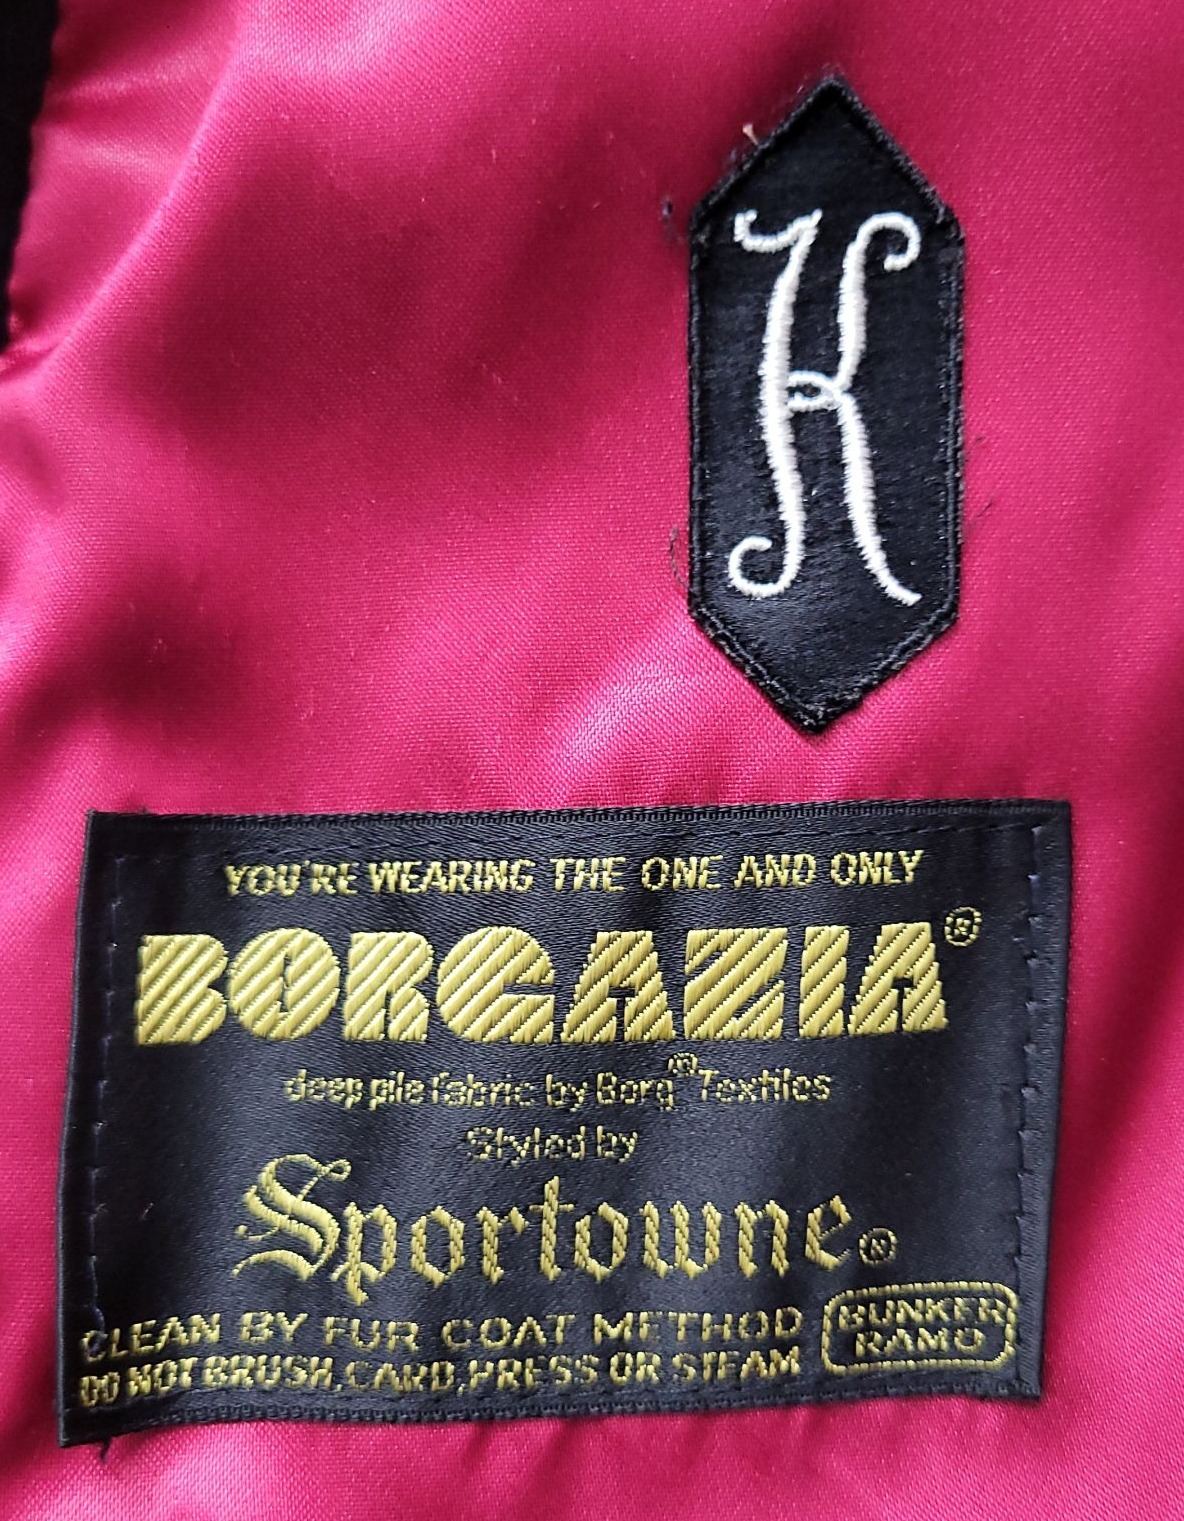 K
YOU'RE WEARING THE ONE AND ONLY
BORGAZIA®
deep pile fabric by Borg® Textiles
Styled by
Sportowne®
CLEAN BY FUR COAT METHOD
DO NOT BRUSH, CARD, PRESS OR STEAM
BUNKER
RAMO